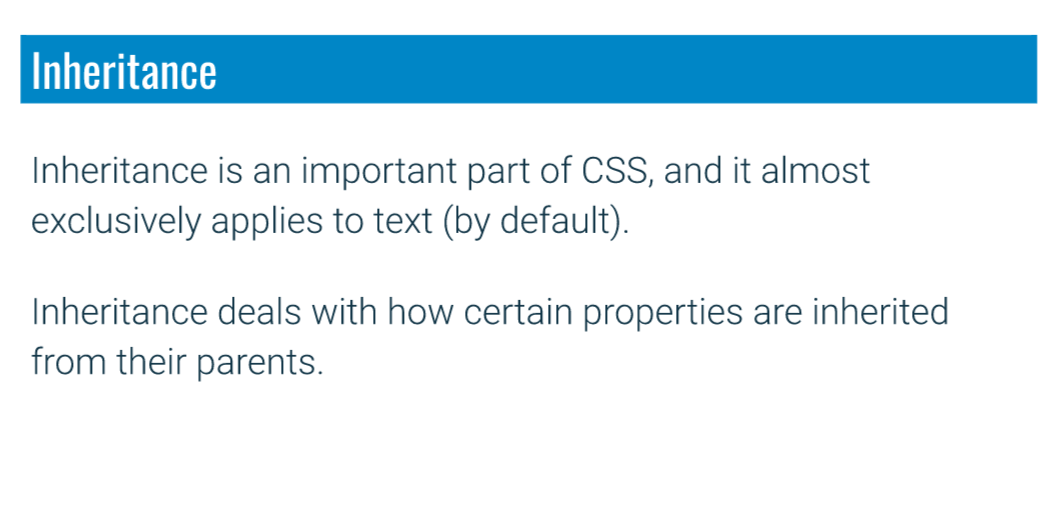 Inheritance
Inheritance is an important part of CSS, and it almost
exclusively applies to text (by default).
Inheritance deals with how certain properties are inherited
from their parents.